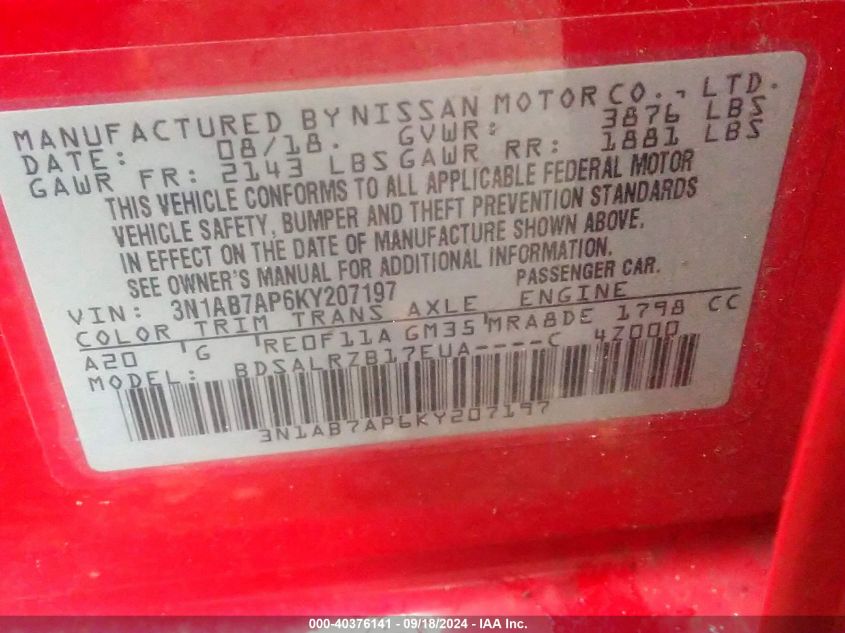 MANUFACTURED BY NISSAN MOTOR CO., LTD.
DATE: 08/18. GVWR: 3876 LBS
GAWR FR: 2143 LBS GAWR RR: 1881 LBS
THIS VEHICLE CONFORMS TO ALL APPLICABLE FEDERAL MOTOR
VEHICLE SAFETY, BUMPER AND THEFT PREVENTION STANDARDS
IN EFFECT ON THE DATE OF MANUFACTURE SHOWN ABOVE.
SEE OWNER'S MANUAL FOR ADDITIONAL INFORMATION.
VIN: 3N1AB7AP6KY207197 PASSENGER CAR.
COLOR TRIM TRANS AXLE ENGINE
A20 G RE0F11A GM35 MRA8DE 1798 CC
MODEL: BDSALRZB17EUA----C 4Z000
3N1AB7AP6KY207197
000-40376141 - 09/18/2024 - IAA Inc.